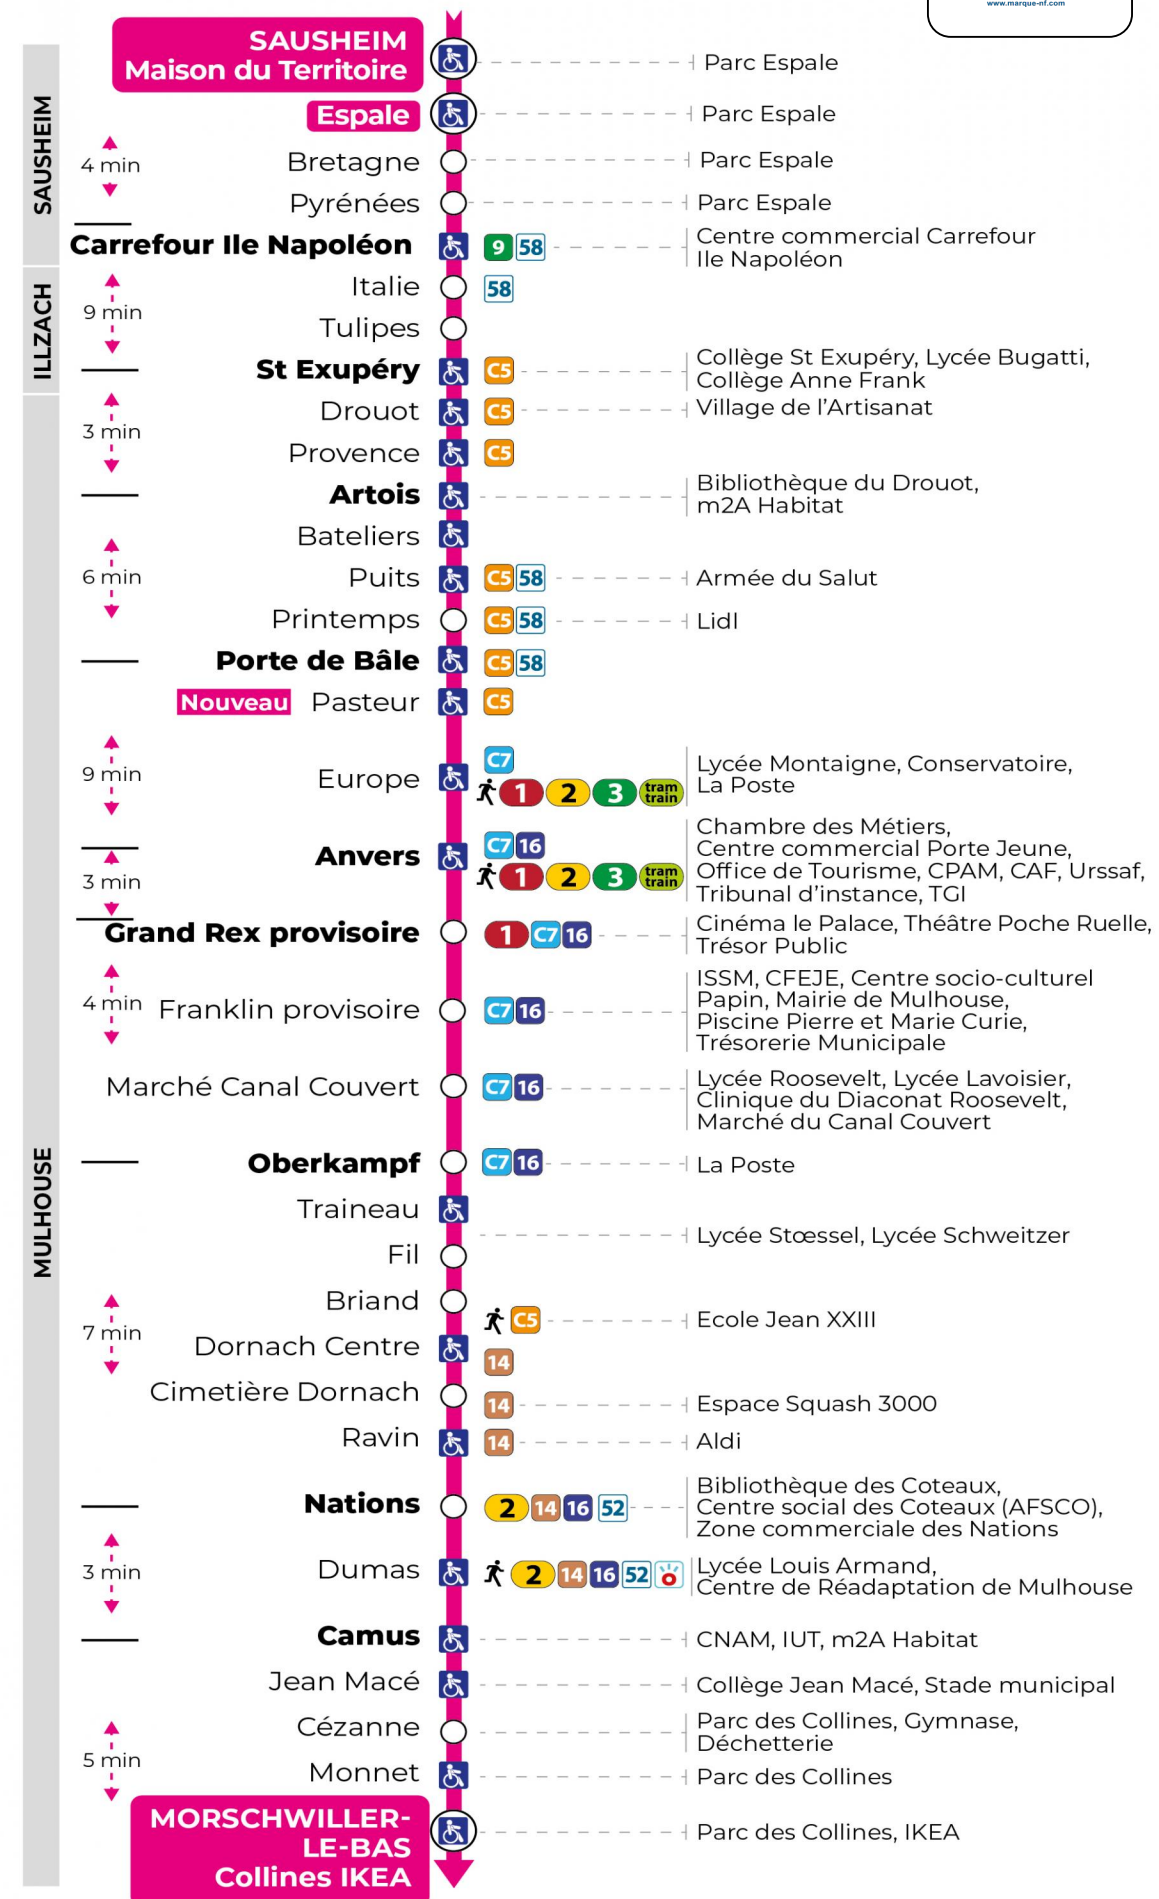 www.marque-nf.com
SAUSHEIM
Maison du Territoire
Parc Espale
Espale
Parc Espale
SAUSHEIM
4 min
Bretagne
Parc Espale
Pyrénées
Parc Espale
Carrefour Ile Napoléon
9 58
Centre commercial Carrefour
Ile Napoléon
ILLZACH
9 min
Italie
58
Tulipes
St Exupéry
C5
Collège St Exupéry, Lycée Bugatti,
Collège Anne Frank
MULHOUSE
3 min
Drouot
C5
Village de l’Artisanat
Provence
C5
Artois
Bibliothèque du Drouot,
m2A Habitat
6 min
Bateliers
Puits
C5 58
Armée du Salut
Printemps
C5 58
Lidl
Porte de Bâle
C5 58
Nouveau Pasteur
C5
9 min
Europe
C7
1 2 3 tram
train
Lycée Montaigne, Conservatoire,
La Poste
Anvers
C7 16
1 2 3 tram
train
Chambre des Métiers,
Centre commercial Porte Jeune,
Office de Tourisme, CPAM, CAF, Urssaf,
Tribunal d’instance, TGI
3 min
Grand Rex provisoire
1 C7 16
Cinéma le Palace, Théâtre Poche Ruelle,
Trésor Public
4 min
Franklin provisoire
C7 16
ISSM, CFEJE, Centre socio-culturel
Papin, Mairie de Mulhouse,
Piscine Pierre et Marie Curie,
Trésorerie Municipale
Marché Canal Couvert
C7 16
Lycée Roosevelt, Lycée Lavoisier,
Clinique du Diaconat Roosevelt,
Marché du Canal Couvert
Oberkampf
C7 16
La Poste
Traineau
Lycée Stœssel, Lycée Schweitzer
Fil
7 min
Briand
C5
Ecole Jean XXIII
Dornach Centre
14
Cimetière Dornach
14
Espace Squash 3000
Ravin
14
Aldi
Nations
2 14 16 52
Bibliothèque des Coteaux,
Centre social des Coteaux (AFSCO),
Zone commerciale des Nations
3 min
Dumas
2 14 16 52
Lycée Louis Armand,
Centre de Réadaptation de Mulhouse
Camus
CNAM, IUT, m2A Habitat
Jean Macé
Collège Jean Macé, Stade municipal
5 min
Cézanne
Parc des Collines, Gymnase,
Déchetterie
Monnet
Parc des Collines
MORSCHWILLER-
LE-BAS
Collines IKEA
Parc des Collines, IKEA